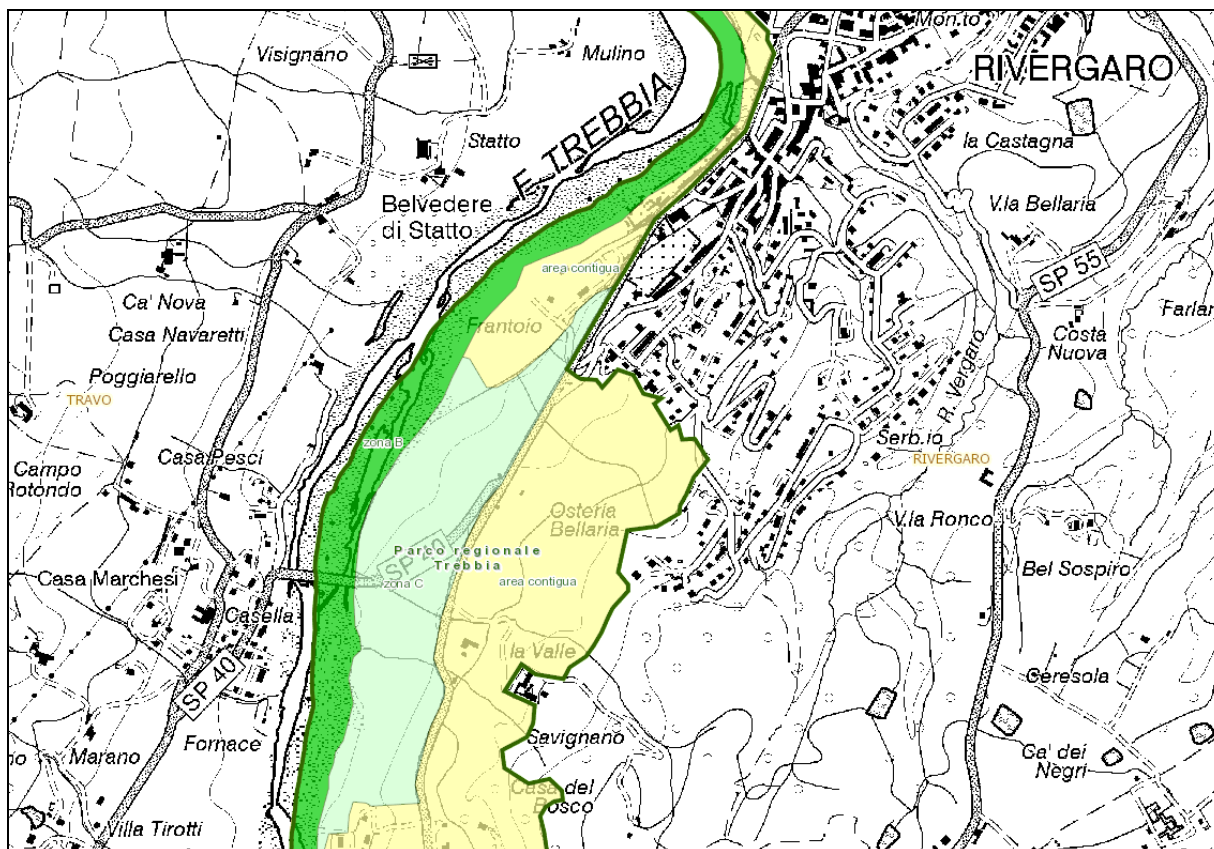 Mon.to
Visignano
Mulino
RIVERGARO
Statto
F. TREBBIA
la Castagna
Belvedere
di Statto
V.la Bellaria
area contigua
SP 55
Ca' Nova
Frantoio
Casa Navaretti
Costa
Nuova
Poggiarello
TRAVO
R. Vergaro
zona B
Serb.io
Casa Pesci
RIVERGARO
Campo
Rotondo
Osteria
Bellaria
V.la Ronco
Parco regionale
Trebbia
SP 40
Casa Marchesi
zona C
area contigua
Bel Sospiro
Casella
la Valle
SP 40
Ceresola
Fornace
Savignano
Marano
Ca' dei
Negri
Casa del
Bosco
Villa Tirotti